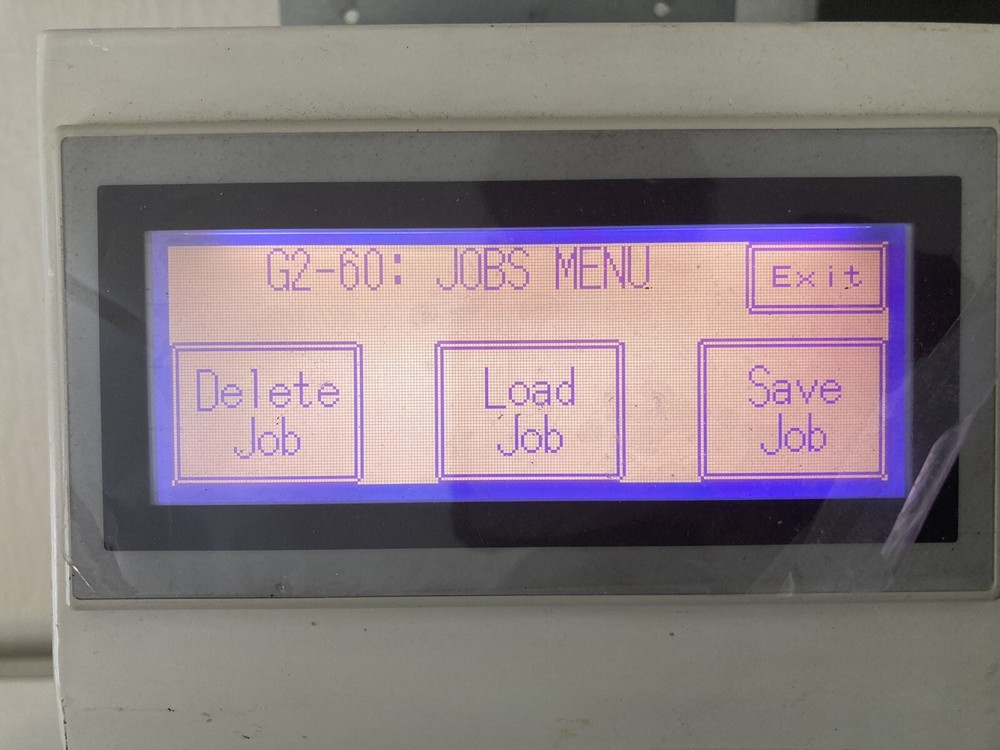 G2-60: JOBS MENU
Exit
Delete
Job
Load
Job
Save
Job